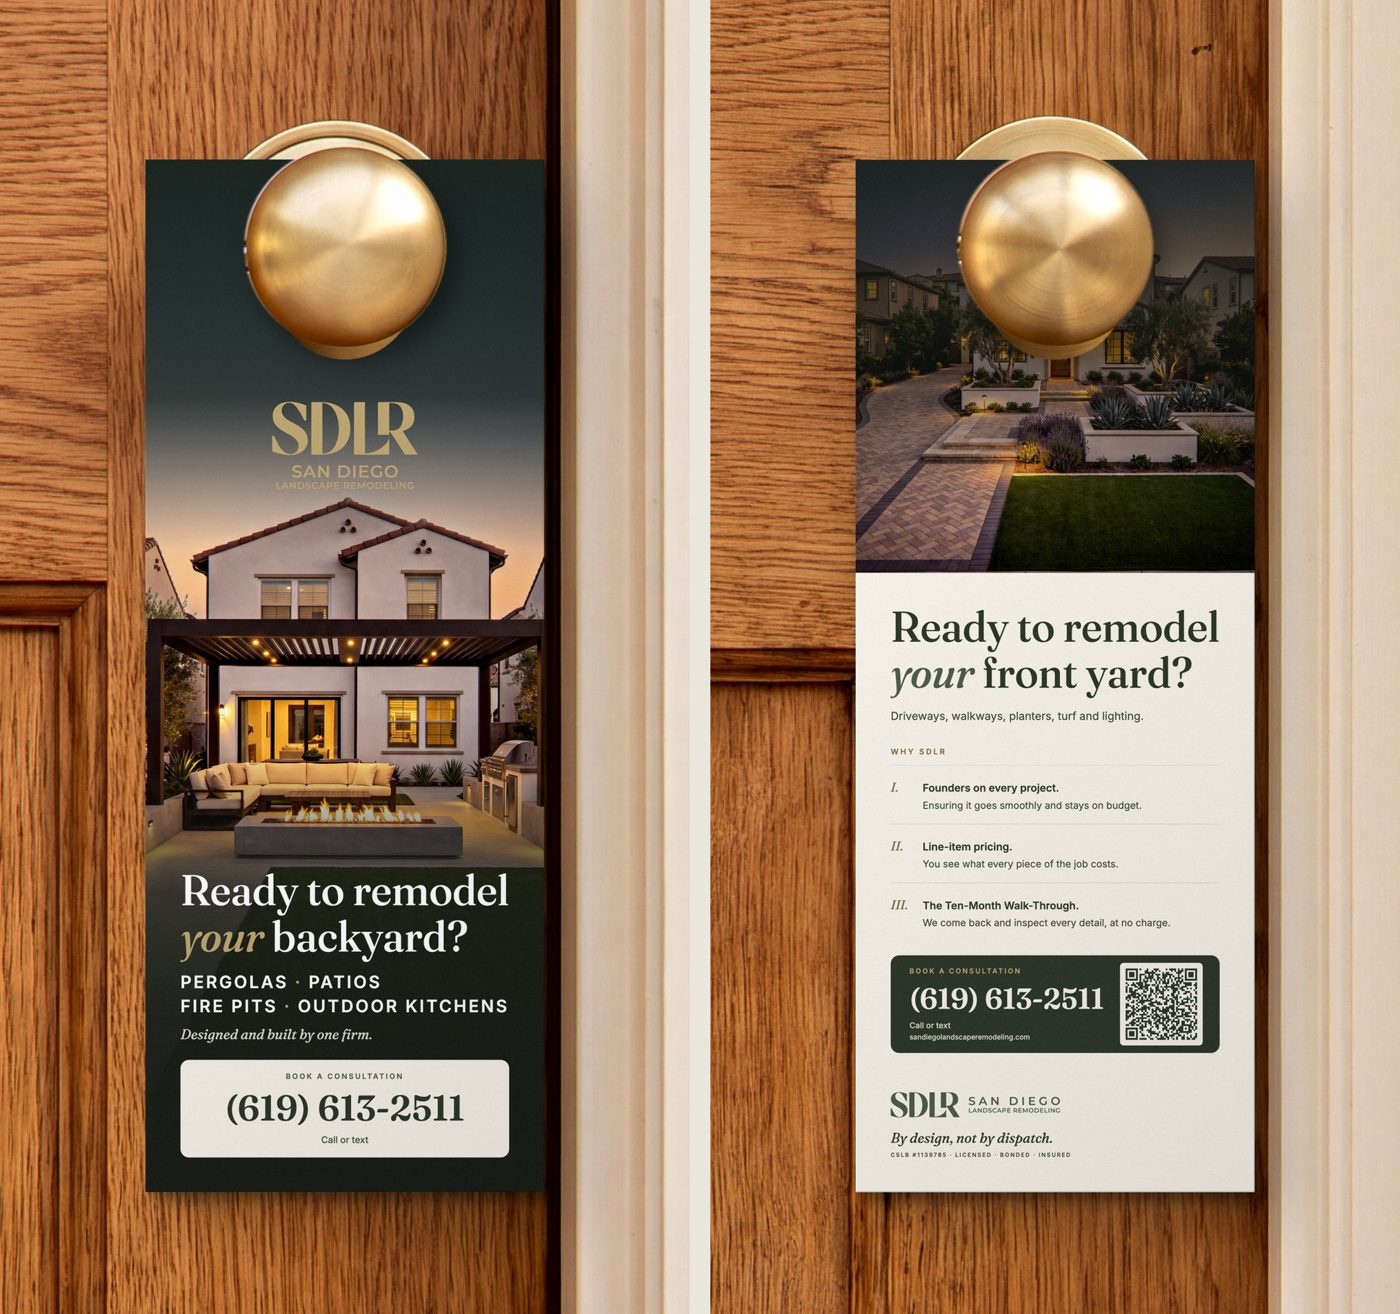 SDLR
SAN DIEGO
LANDSCAPE REMODELING
Ready to remodel
your backyard?
PERGOLAS · PATIOS
FIRE PITS · OUTDOOR KITCHENS
Designed and built by one firm.
BOOK A CONSULTATION
(619) 613-2511
Call or text
Ready to remodel
your front yard?
Driveways, walkways, planters, turf and lighting.
WHY SDLR
I. Founders on every project.
Ensuring it goes smoothly and stays on budget.
II. Line-item pricing.
You see what every piece of the job costs.
III. The Ten-Month Walk-Through.
We come back and inspect every detail, at no charge.
BOOK A CONSULTATION
(619) 613-2511
Call or text
sandiegolandscaperemodeling.com
SDLR SAN DIEGO
LANDSCAPE REMODELING
By design, not by dispatch.
CSLB #1139785 · LICENSED · BONDED · INSURED